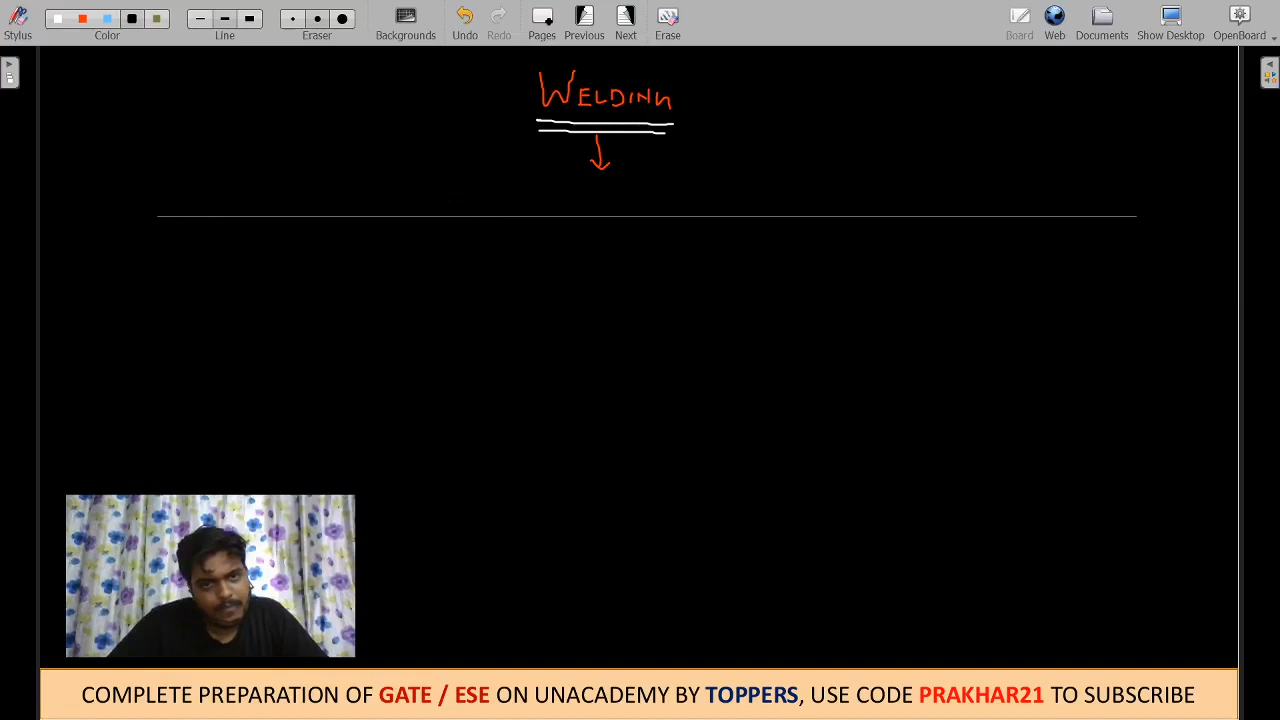 Stylus Color Line Eraser Backgrounds Undo Redo Pages Previous Next Erase Board Web Documents Show Desktop OpenBoard
WELDING
COMPLETE PREPARATION OF GATE / ESE ON UNACADEMY BY TOPPERS, USE CODE PRAKHAR21 TO SUBSCRIBE